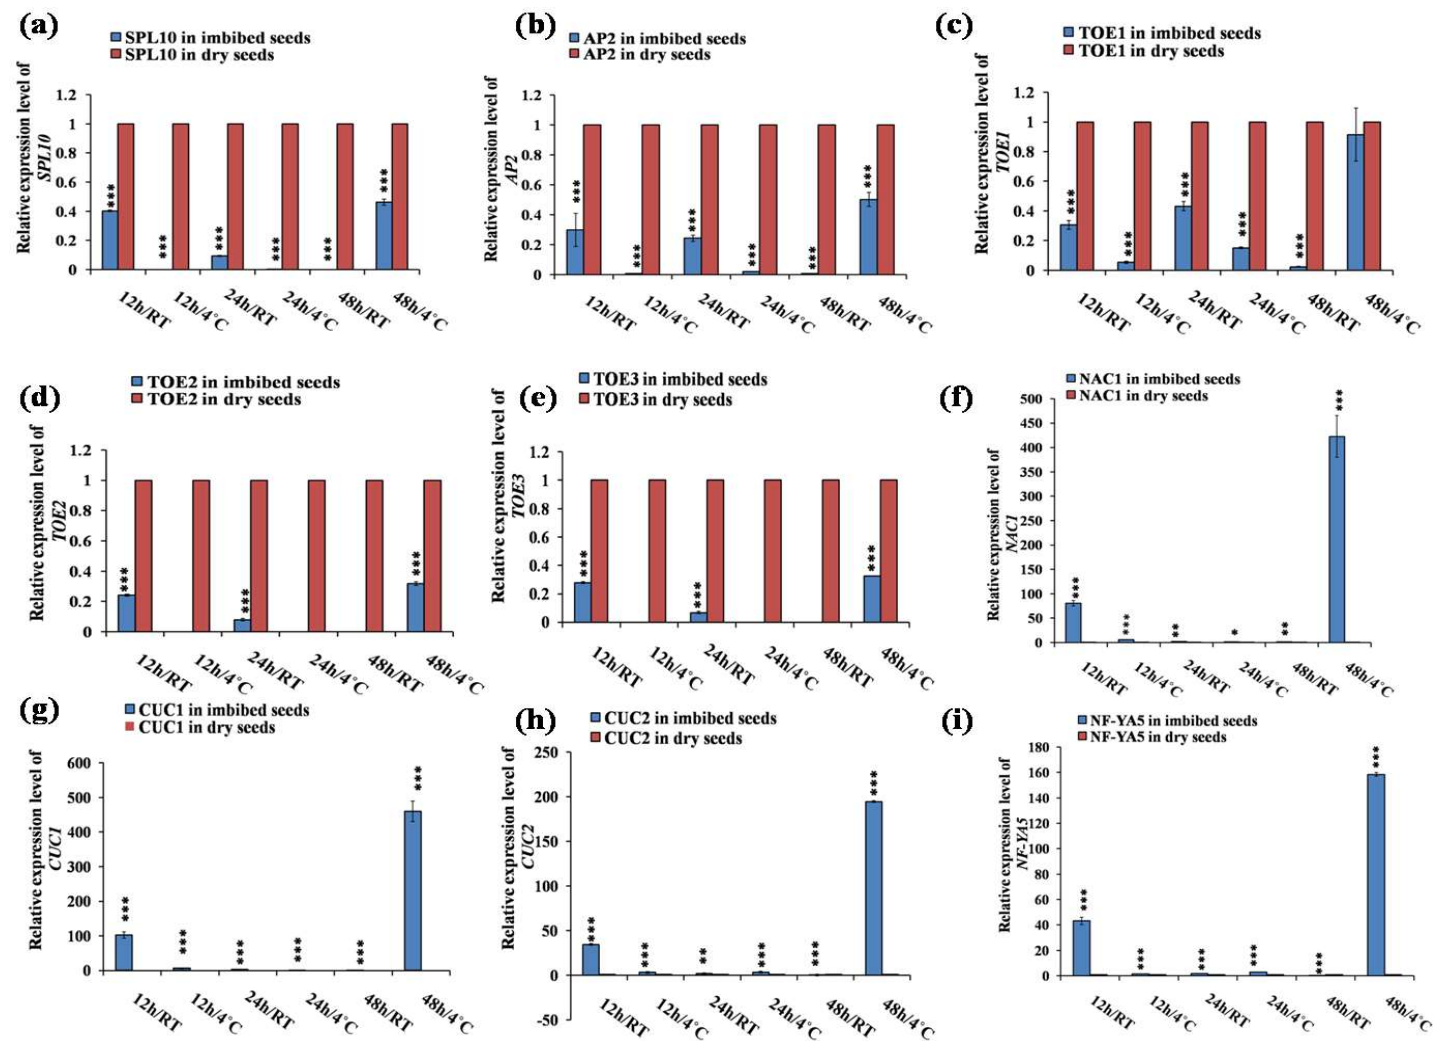 (a)
SPL10 in imbibed seeds
SPL10 in dry seeds
Relative expression level of
SPL10
1.2
1
0.8
0.6
0.4
0.2
0
***
***
***
***
***
***
12h/RT
12h/4°C
24h/RT
24h/4°C
48h/RT
48h/4°C
(b)
AP2 in imbibed seeds
AP2 in dry seeds
Relative expression level of
AP2
1.2
1
0.8
0.6
0.4
0.2
0
***
***
***
***
***
***
12h/RT
12h/4°C
24h/RT
24h/4°C
48h/RT
48h/4°C
(c)
TOE1 in imbibed seeds
TOE1 in dry seeds
Relative expression level of
TOE1
1.2
1
0.8
0.6
0.4
0.2
0
***
***
***
***
***
12h/RT
12h/4°C
24h/RT
24h/4°C
48h/RT
48h/4°C
(d)
TOE2 in imbibed seeds
TOE2 in dry seeds
Relative expression level of
TOE2
1.2
1
0.8
0.6
0.4
0.2
0
***
***
***
12h/RT
12h/4°C
24h/RT
24h/4°C
48h/RT
48h/4°C
(e)
TOE3 in imbibed seeds
TOE3 in dry seeds
Relative expression level of
TOE3
1.2
1
0.8
0.6
0.4
0.2
0
***
***
***
12h/RT
12h/4°C
24h/RT
24h/4°C
48h/RT
48h/4°C
(f)
NAC1 in imbibed seeds
NAC1 in dry seeds
Relative expression level of
NAC1
500
450
400
350
300
250
200
150
100
50
0
***
***
**
*
**
***
12h/RT
12h/4°C
24h/RT
24h/4°C
48h/RT
48h/4°C
(g)
CUC1 in imbibed seeds
CUC1 in dry seeds
Relative expression level of
CUC1
600
500
400
300
200
100
0
***
***
***
***
***
***
12h/RT
12h/4°C
24h/RT
24h/4°C
48h/RT
48h/4°C
(h)
CUC2 in imbibed seeds
CUC2 in dry seeds
Relative expression level of
CUC2
250
200
150
100
50
0
-50
***
***
**
***
***
***
12h/RT
12h/4°C
24h/RT
24h/4°C
48h/RT
48h/4°C
(i)
NF-YA5 in imbibed seeds
NF-YA5 in dry seeds
Relative expression level of
NF-YA5
180
160
140
120
100
80
60
40
20
0
***
***
***
***
***
***
12h/RT
12h/4°C
24h/RT
24h/4°C
48h/RT
48h/4°C